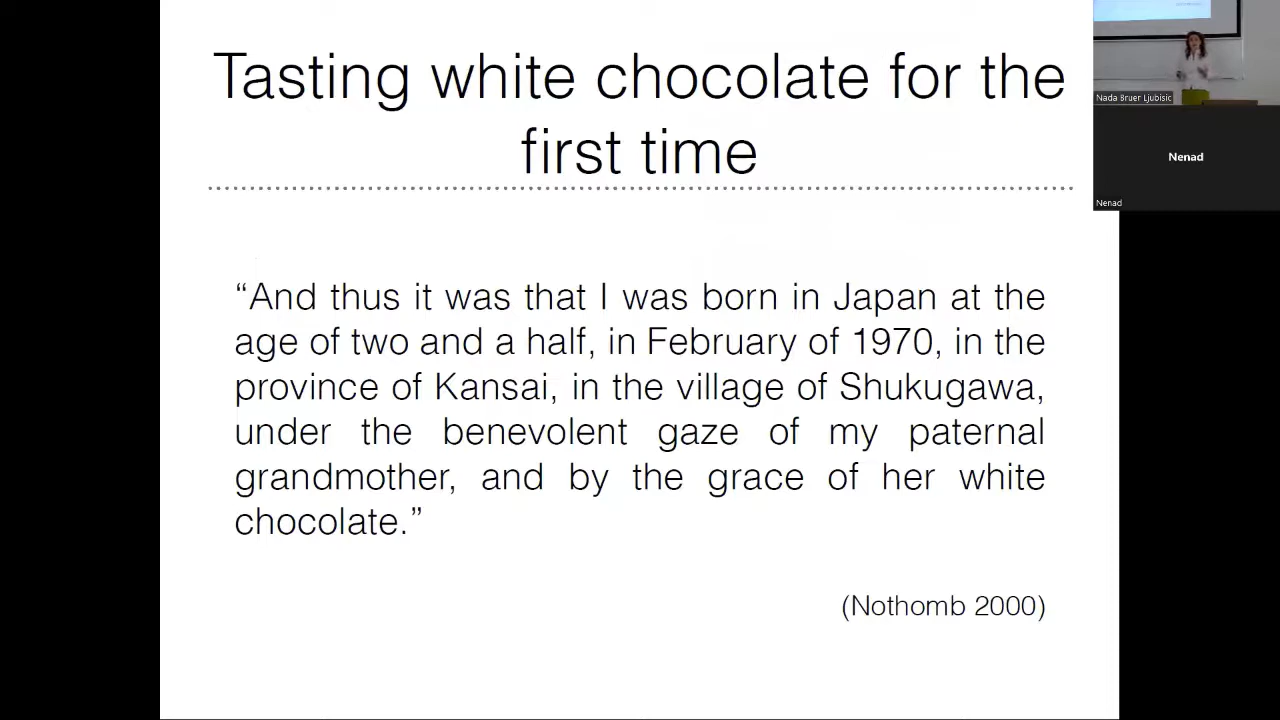 Tasting white chocolate for the
first time
“And thus it was that I was born in Japan at the
age of two and a half, in February of 1970, in the
province of Kansai, in the village of Shukugawa,
under the benevolent gaze of my paternal
grandmother, and by the grace of her white
chocolate.”
(Nothomb 2000)
Nada Bruer Ljubisic
Nenad
Nenad